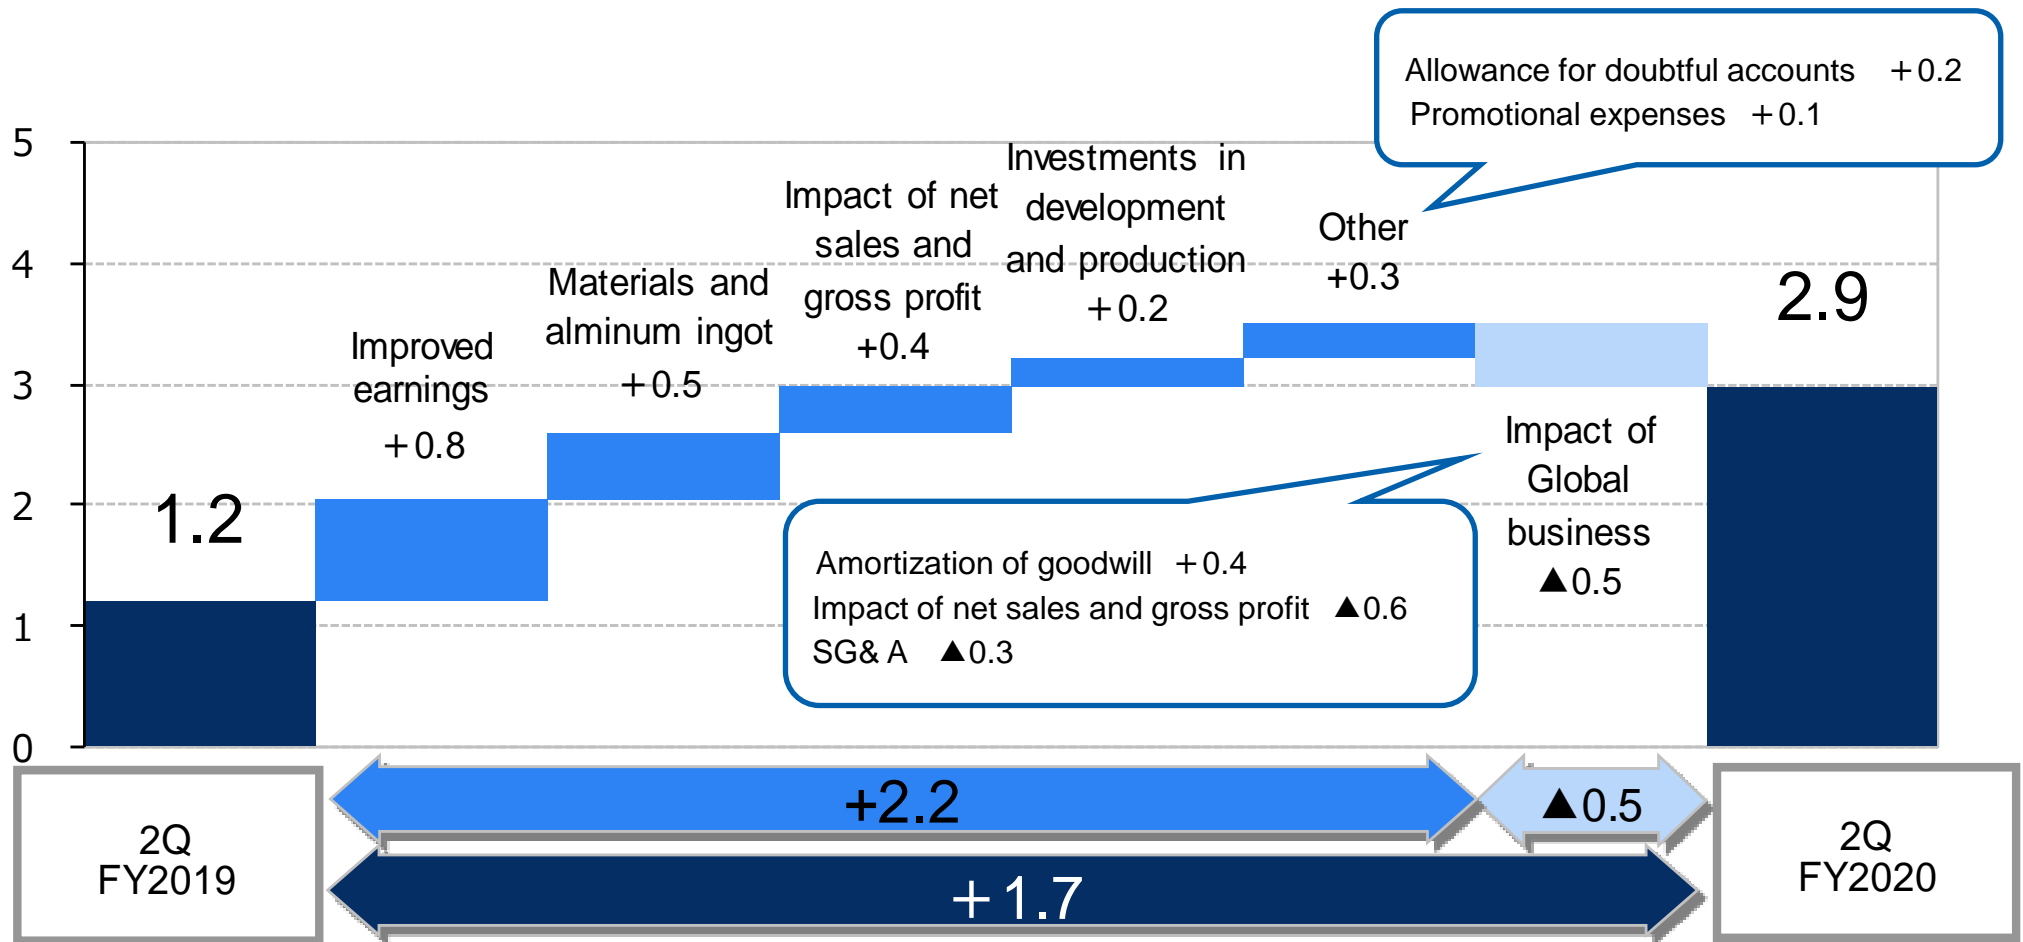 Allowance for doubtful accounts +0.2
Promotional expenses +0.1
5
4
3
2
1
0
1.2
Improved
earnings
+0.8
Materials and
alminum ingot
+0.5
Impact of net
sales and
gross profit
+0.4
Investments in
development
and production
+0.2
Other
+0.3
Impact of
Global
business
▲0.5
2.9
Amortization of goodwill +0.4
Impact of net sales and gross profit ▲0.6
SG& A ▲0.3
2Q
FY2019
+2.2
▲0.5
+1.7
2Q
FY2020